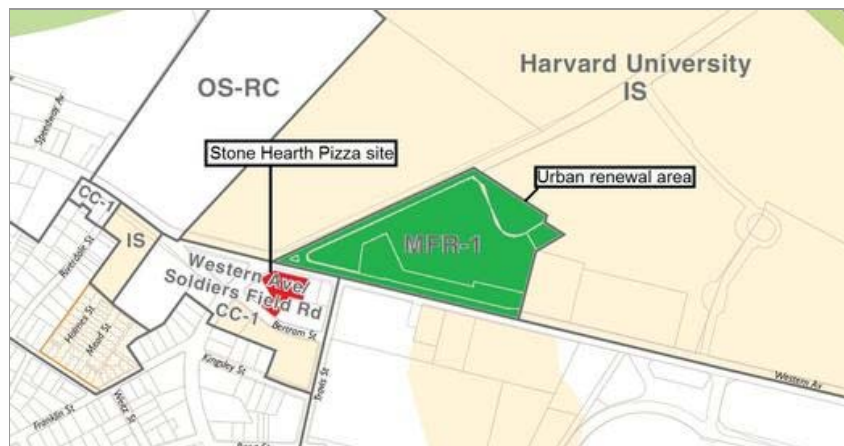 Harvard University
IS
OS-RC
Speedway Av
Stone Hearth Pizza site
Urban renewal area
CC-1
IS
Riverdale St
MFR-1
Western Ave/
Soldiers Field Rd
CC-1
Holmes St
Mead St
Bertram St
Kingsley St
Travis St
Western Av
Franklin St